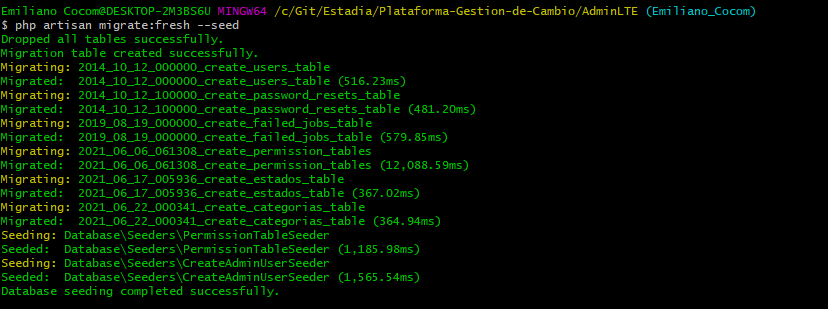 Emiliano Cocom@DESKTOP-2M3BS6U MINGW64 /c/Git/Estadia/Plataforma-Gestion-de-Cambio/AdminLTE (Emiliano_Cocom)
$ php artisan migrate:fresh --seed
Dropped all tables successfully.
Migration table created successfully.
Migrating: 2014_10_12_000000_create_users_table
Migrated:  2014_10_12_000000_create_users_table (516.23ms)
Migrating: 2014_10_12_100000_create_password_resets_table
Migrated:  2014_10_12_100000_create_password_resets_table (481.20ms)
Migrating: 2019_08_19_000000_create_failed_jobs_table
Migrated:  2019_08_19_000000_create_failed_jobs_table (579.85ms)
Migrating: 2021_06_06_061308_create_permission_tables
Migrated:  2021_06_06_061308_create_permission_tables (12,088.59ms)
Migrating: 2021_06_17_005936_create_estados_table
Migrated:  2021_06_17_005936_create_estados_table (367.02ms)
Migrating: 2021_06_22_000341_create_categorias_table
Migrated:  2021_06_22_000341_create_categorias_table (364.94ms)
Seeding: Database\Seeders\PermissionTableSeeder
Seeded:  Database\Seeders\PermissionTableSeeder (1,185.98ms)
Seeding: Database\Seeders\CreateAdminUserSeeder
Seeded:  Database\Seeders\CreateAdminUserSeeder (1,565.54ms)
Database seeding completed successfully.